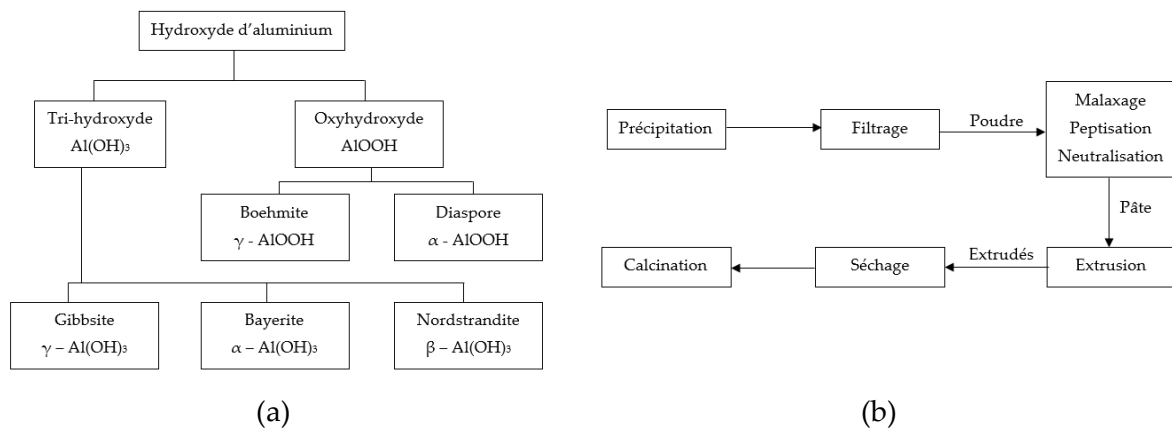 Hydroxyde d'aluminium
Tri-hydroxyde
Al(OH)₃
Oxyhydroxyde
AlOOH
Boehmite
γ - AlOOH
Diaspore
α - AlOOH
Gibbsite
γ – Al(OH)₃
Bayerite
α – Al(OH)₃
Nordstrandite
β – Al(OH)₃
(a)
Précipitation
Filtrage
Poudre
Malaxage
Peptisation
Neutralisation
Pâte
Extrusion
Extrudés
Séchage
Calcination
(b)